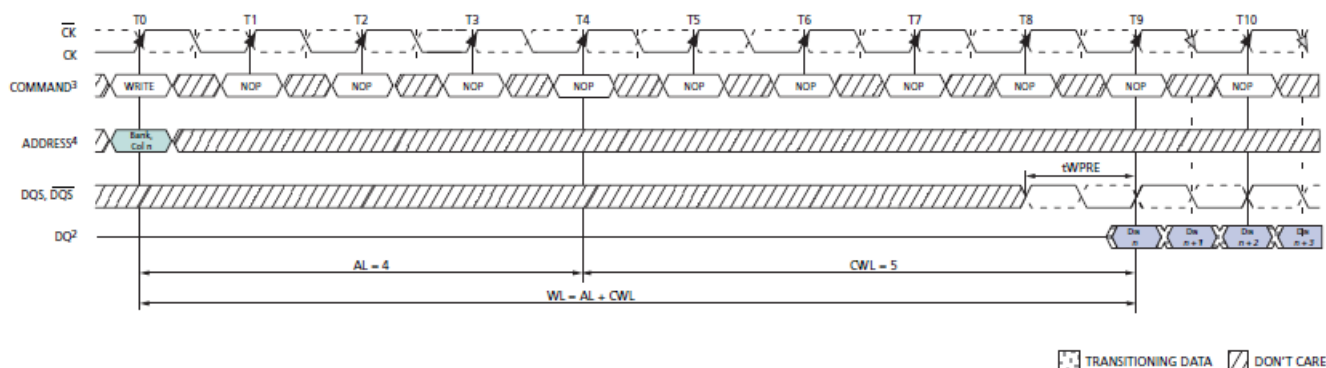 T0 T1 T2 T3 T4 T5 T6 T7 T8 T9 T10
CK
CK
COMMAND3 WRITE NOP NOP NOP NOP NOP NOP NOP NOP NOP NOP
ADDRESS4 Bank,
Col n
tWPRE
DQS, DQS
DQ2 Din Din Din Din
n n+1 n+2 n+3
AL = 4 CWL = 5
WL = AL + CWL
TRANSITIONING DATA DON'T CARE